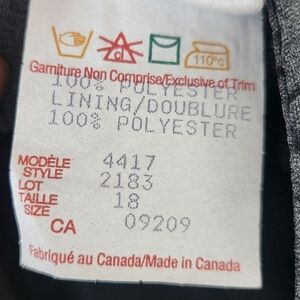 cl
110°c
Garniture Non Comprise/Exclusive of Trim
100% POLYESTER
LINING/DOUBLURE
100% POLYESTER
MODÈLE 4417
STYLE
LOT 2183
TAILLE 18
SIZE
CA 09209
Fabriqué au Canada/Made in Canada